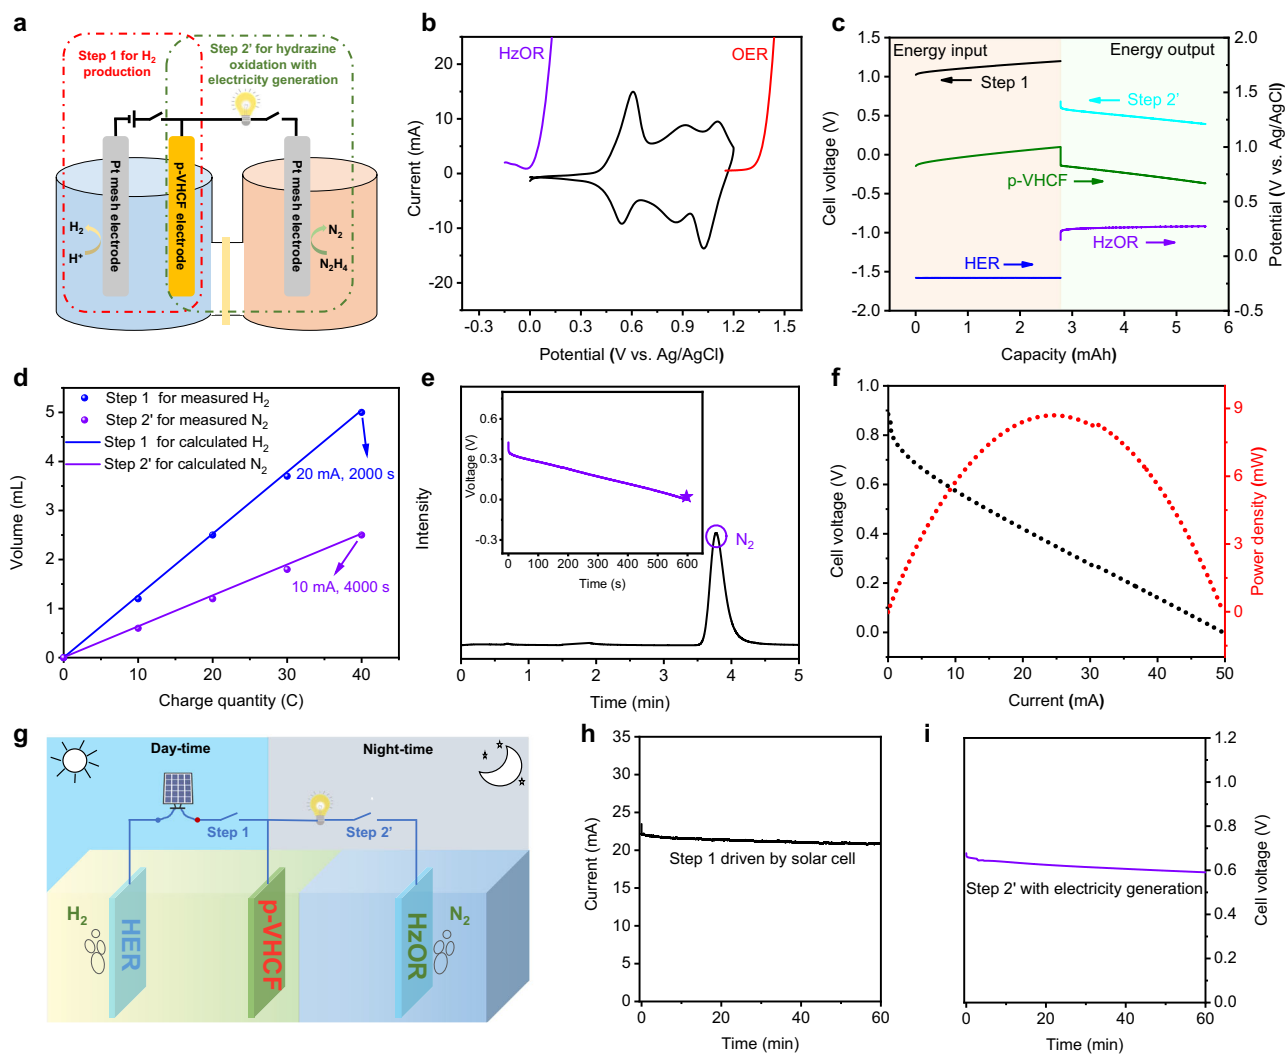 a
Step 1 for H2
production
Step 2' for hydrazine
oxidation with
electricity generation
Pt mesh electrode
p-VHCF electrode
Pt mesh electrode
H2
H+
N2
N2H4
b
HzOR
OER
20
10
0
-10
-20
Current (mA)
-0.3
0.0
0.3
0.6
0.9
1.2
1.5
Potential (V vs. Ag/AgCl)
c
Energy input
Energy output
Step 1
Step 2'
p-VHCF
HzOR
HER
1.5
1.0
0.5
0.0
-0.5
-1.0
-1.5
-2.0
Cell voltage (V)
2.0
1.5
1.0
0.5
0.0
-0.5
Potential (V vs. Ag/AgCl)
0
1
2
3
4
5
6
Capacity (mAh)
d
Step 1 for measured H2
Step 2' for measured N2
Step 1 for calculated H2
Step 2' for calculated N2
20 mA, 2000 s
10 mA, 4000 s
5
4
3
2
1
0
Volume (mL)
0
10
20
30
40
Charge quantity (C)
e
0.6
0.3
0.0
-0.3
Voltage (V)
0
100
200
300
400
500
600
Time (s)
N2
Intensity
0
1
2
3
4
5
Time (min)
f
1.0
0.8
0.6
0.4
0.2
0.0
Cell voltage (V)
9
6
3
0
Power density (mW)
0
10
20
30
40
50
Current (mA)
g
Day-time
Night-time
Step 1
Step 2'
H2
HER
p-VHCF
HzOR
N2
h
35
30
25
20
15
10
5
0
Current (mA)
Step 1 driven by solar cell
0
20
40
60
Time (min)
i
Step 2' with electricity generation
1.2
1.0
0.8
0.6
0.4
0.2
0.0
Cell voltage (V)
0
20
40
60
Time (min)